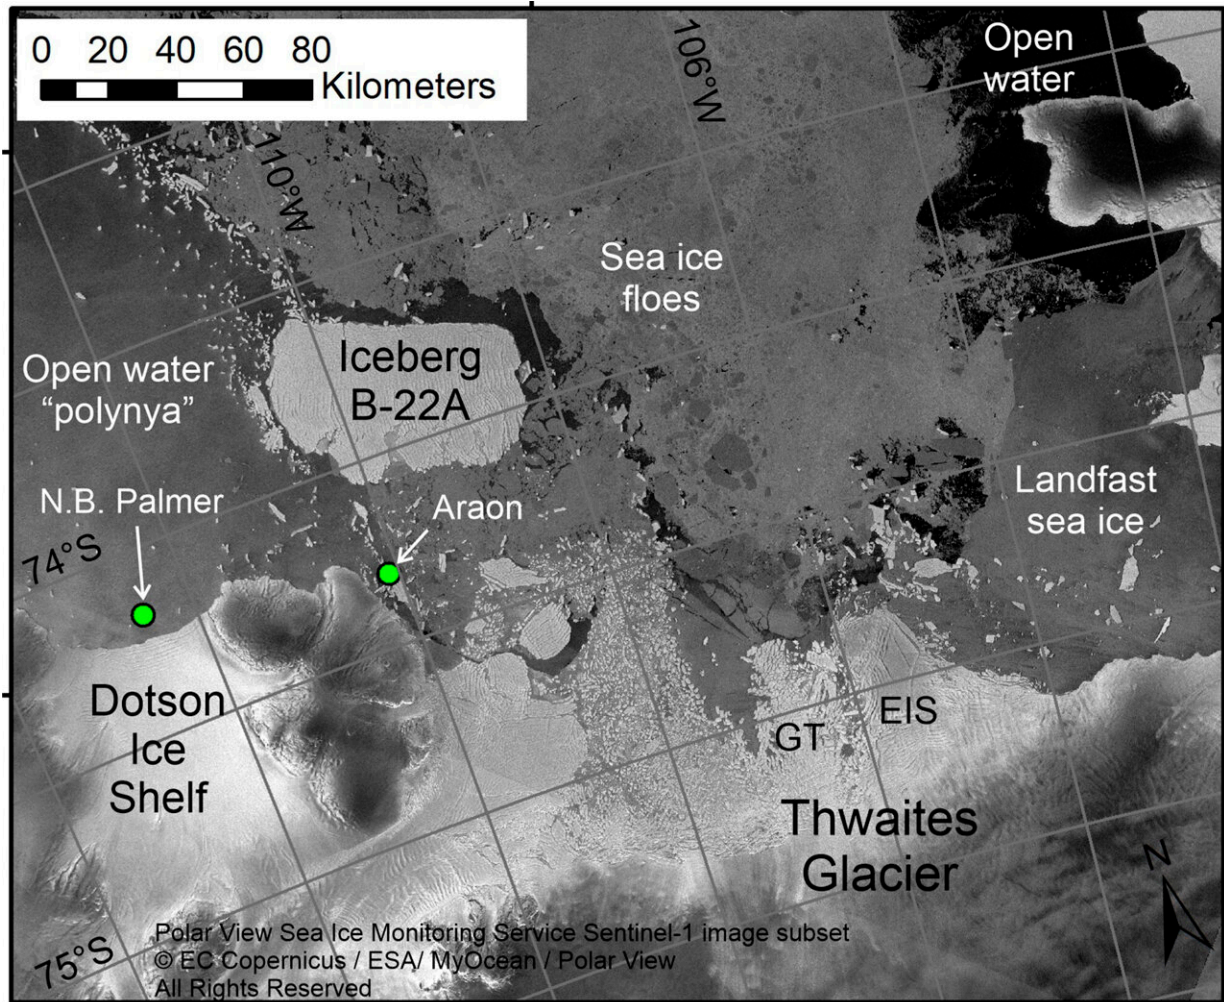 0 20 40 60 80
Kilometers
106°W
Open
water
110°W
Sea ice
floes
Iceberg
B-22A
Open water
“polynya”
Landfast
sea ice
N.B. Palmer
Araon
74°S
Dotson
Ice
Shelf
EIS
GT
Thwaites
Glacier
N
75°S
Polar View Sea Ice Monitoring Service Sentinel-1 image subset
© EC Copernicus / ESA/ MyOcean / Polar View
All Rights Reserved